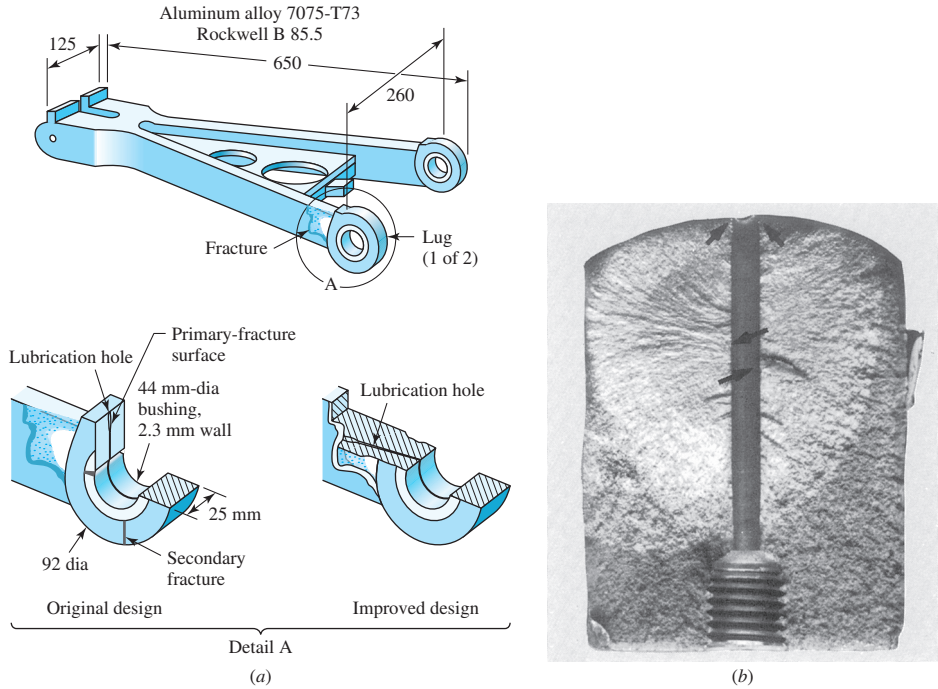 Aluminum alloy 7075-T73
Rockwell B 85.5
125
650
260
Fracture
Lug
(1 of 2)
A
Primary-fracture
surface
Lubrication hole
44 mm-dia
bushing,
2.3 mm wall
25 mm
92 dia
Secondary
fracture
Original design
Lubrication hole
Improved design
Detail A
(a)
(b)